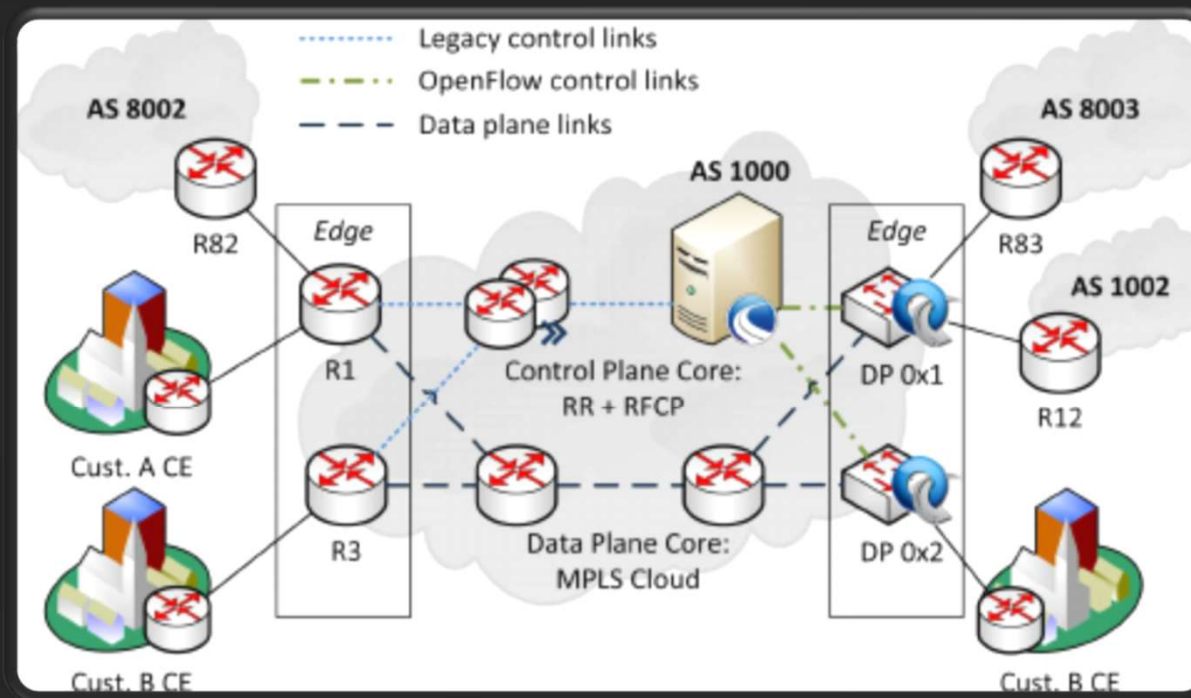 Legacy control links
OpenFlow control links
Data plane links
AS 8002
AS 8003
AS 1000
R82
Edge
Edge
R83
AS 1002
R1
Control Plane Core:
RR + RFCP
DP 0x1
R12
Cust. A CE
R3
Data Plane Core:
MPLS Cloud
DP 0x2
Cust. B CE
Cust. B CE